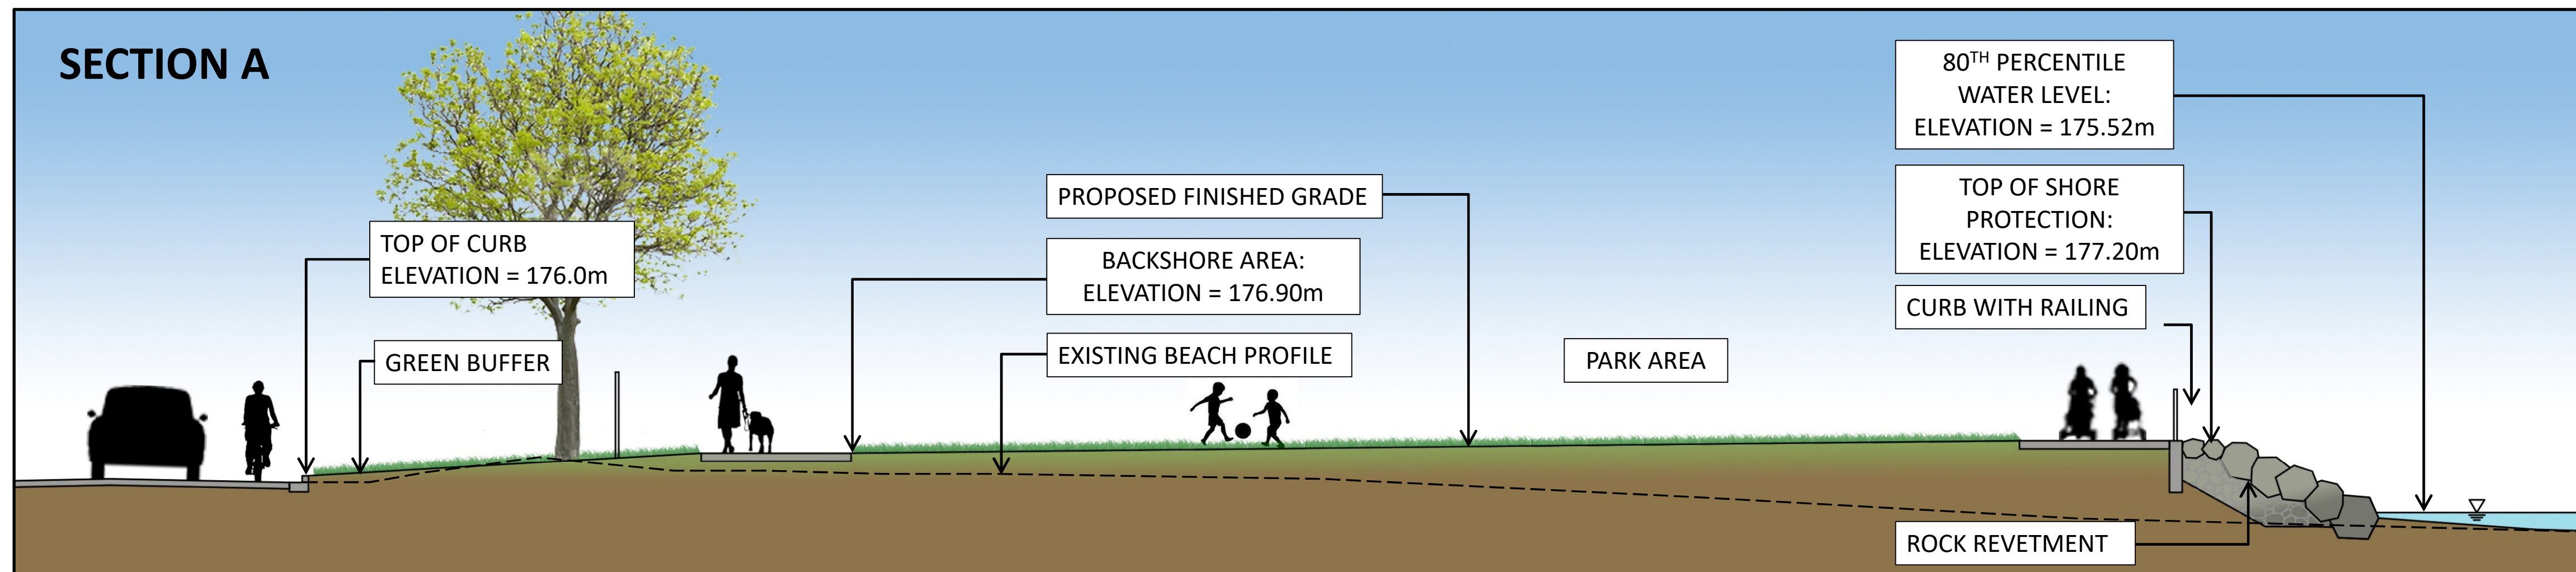 SECTION A
80TH PERCENTILE
WATER LEVEL:
ELEVATION = 175.52m
TOP OF SHORE
PROTECTION:
ELEVATION = 177.20m
CURB WITH RAILING
PROPOSED FINISHED GRADE
BACKSHORE AREA:
ELEVATION = 176.90m
EXISTING BEACH PROFILE
PARK AREA
TOP OF CURB
ELEVATION = 176.0m
GREEN BUFFER
ROCK REVETMENT